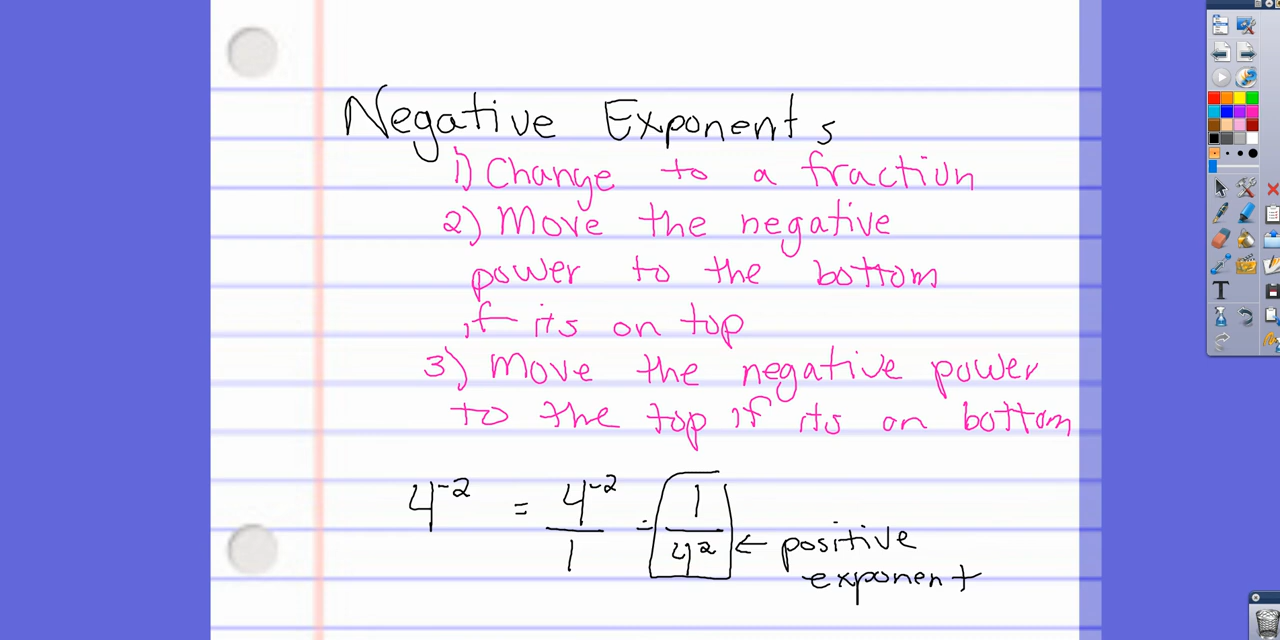 Negative Exponents
1) Change to a fraction
2) Move the negative
power to the bottom
if its on top
3) Move the negative power
to the top if its on bottom
4⁻² = 4⁻²/1 = 1/4² ← positive
exponent
T